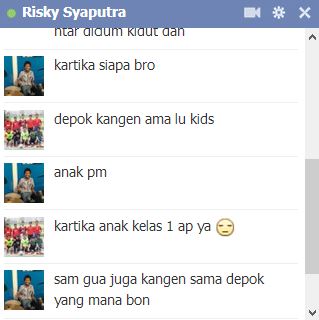 Risky Syaputra
ntar didum kidut dan
kartika siapa bro
depok kangen ama lu kids
anak pm
kartika anak kelas 1 ap ya
sam gua juga kangen sama depok
yang mana bon